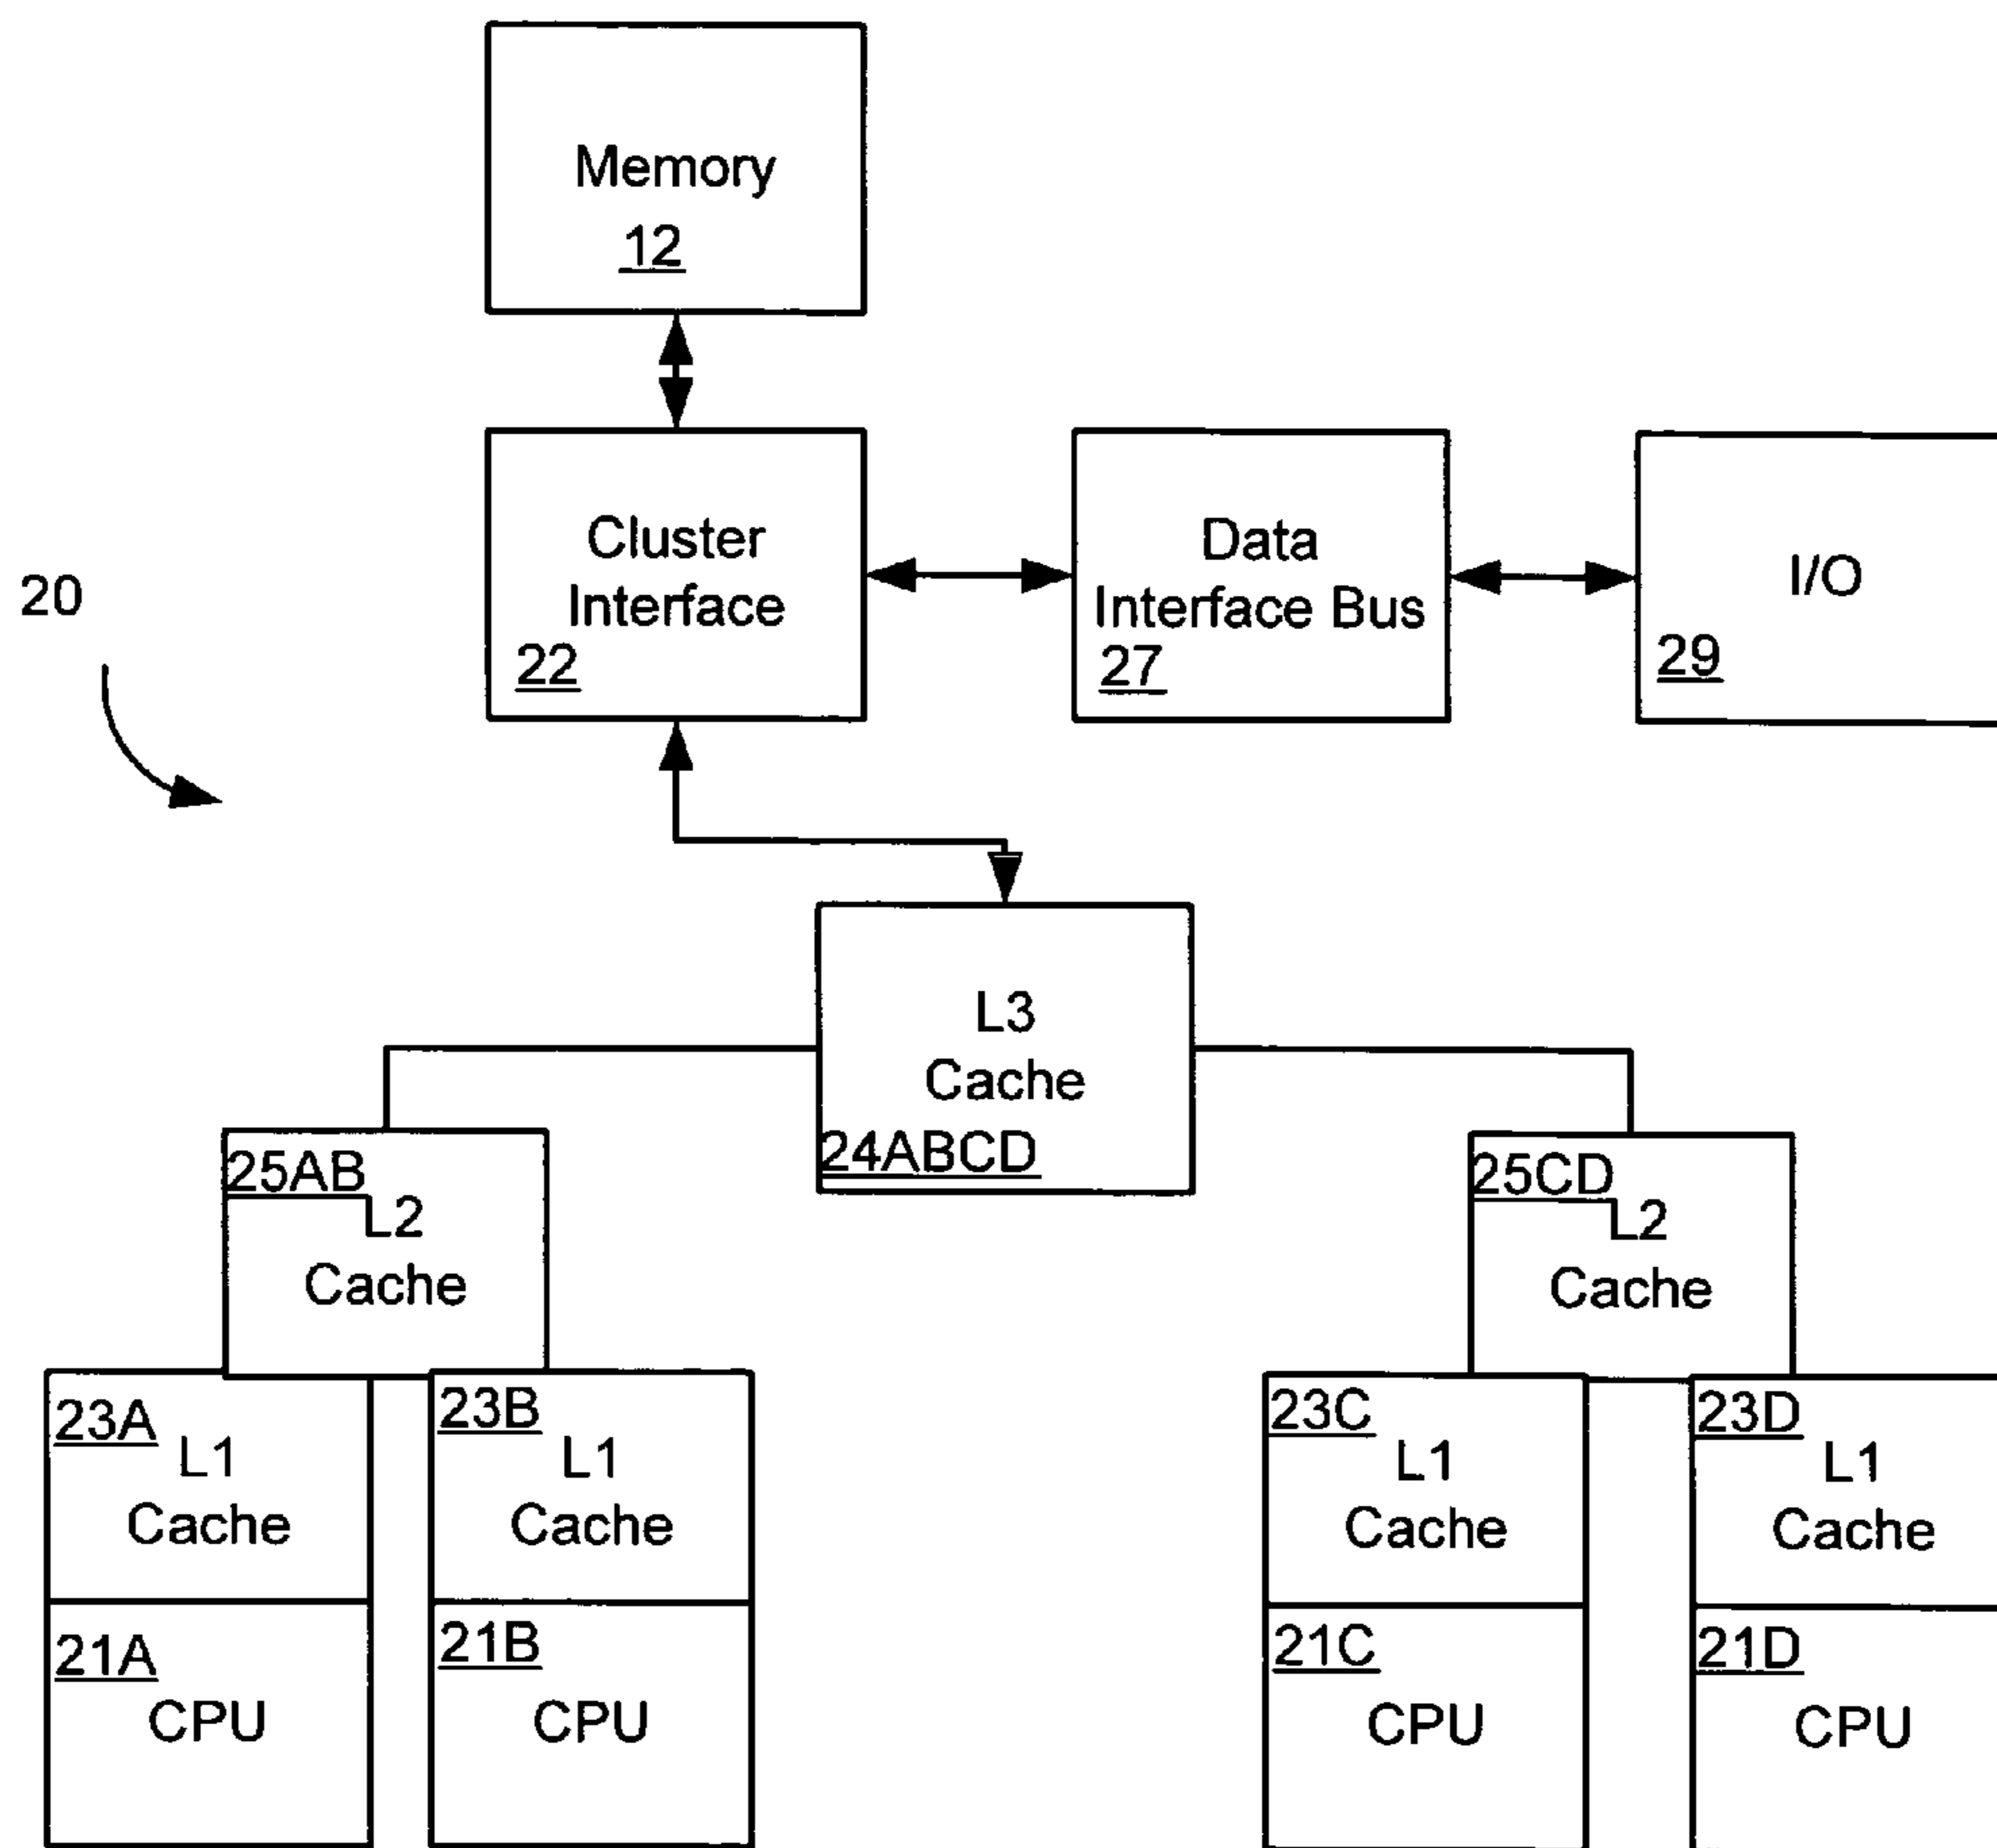 Memory
12
Cluster
Interface
22
Data
Interface Bus
27
I/O
29
20
L3
Cache
24ABCD
25AB
L2
Cache
25CD
L2
Cache
23A
L1
Cache
23B
L1
Cache
23C
L1
Cache
23D
L1
Cache
21A
CPU
21B
CPU
21C
CPU
21D
CPU